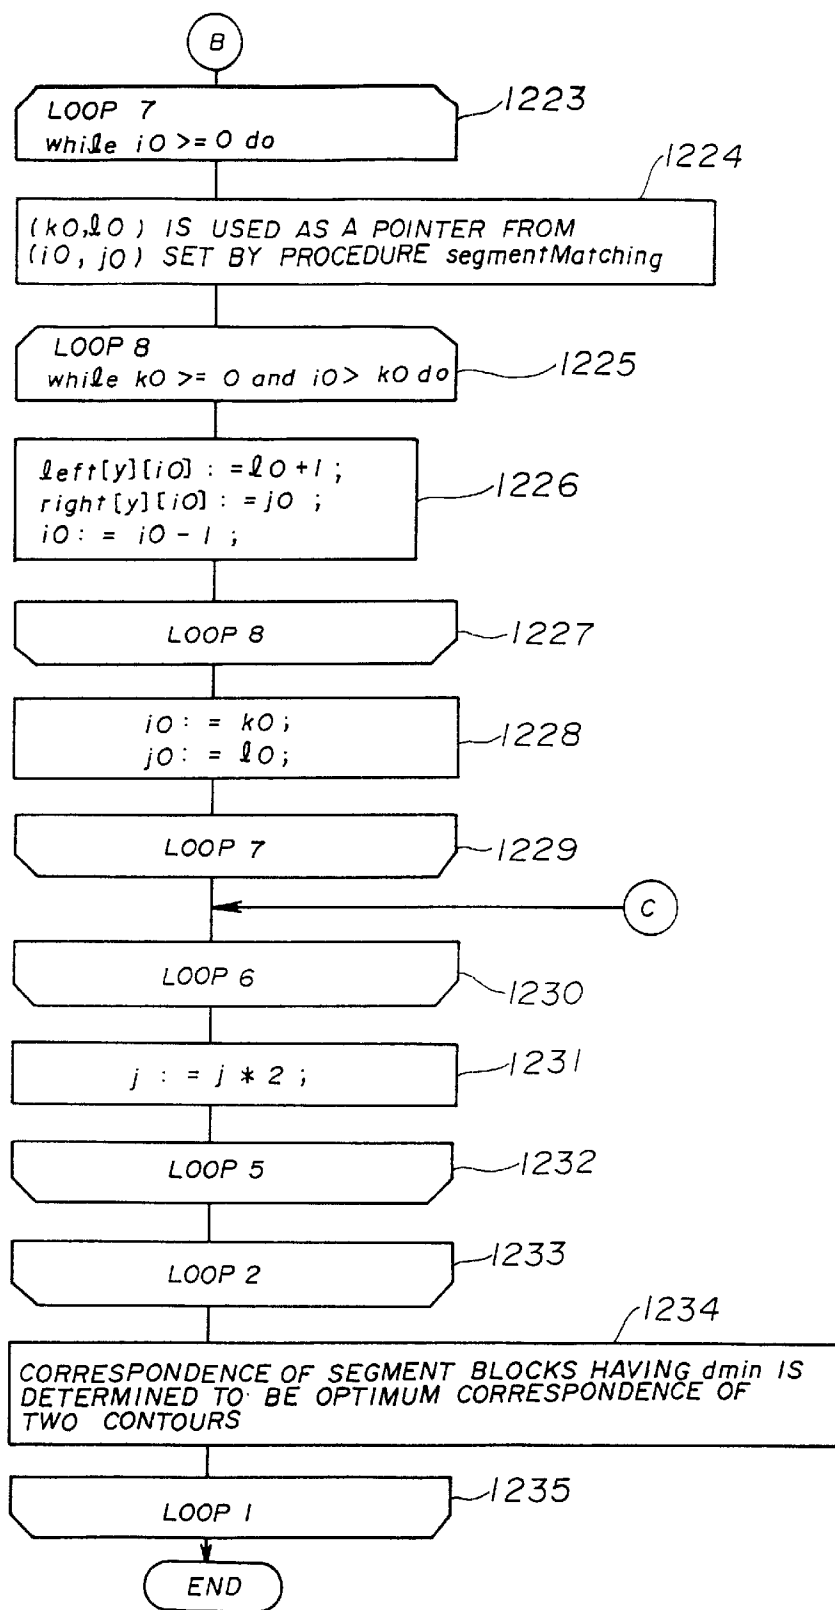 B
LOOP 7
while i0 >= 0 do
1223
1224
(k0,l0) IS USED AS A POINTER FROM
(i0, j0) SET BY PROCEDURE segmentMatching
LOOP 8
while k0 >= 0 and i0 > k0 do
1225
left[y][i0] : = l0 + 1 ;
right[y][i0] : = j0 ;
i0 : = i0 - 1 ;
1226
LOOP 8
1227
i0 : = k0 ;
j0 : = l0 ;
1228
LOOP 7
1229
C
LOOP 6
1230
j : = j * 2 ;
1231
LOOP 5
1232
LOOP 2
1233
1234
CORRESPONDENCE OF SEGMENT BLOCKS HAVING dmin IS
DETERMINED TO BE OPTIMUM CORRESPONDENCE OF
TWO CONTOURS
LOOP 1
1235
END